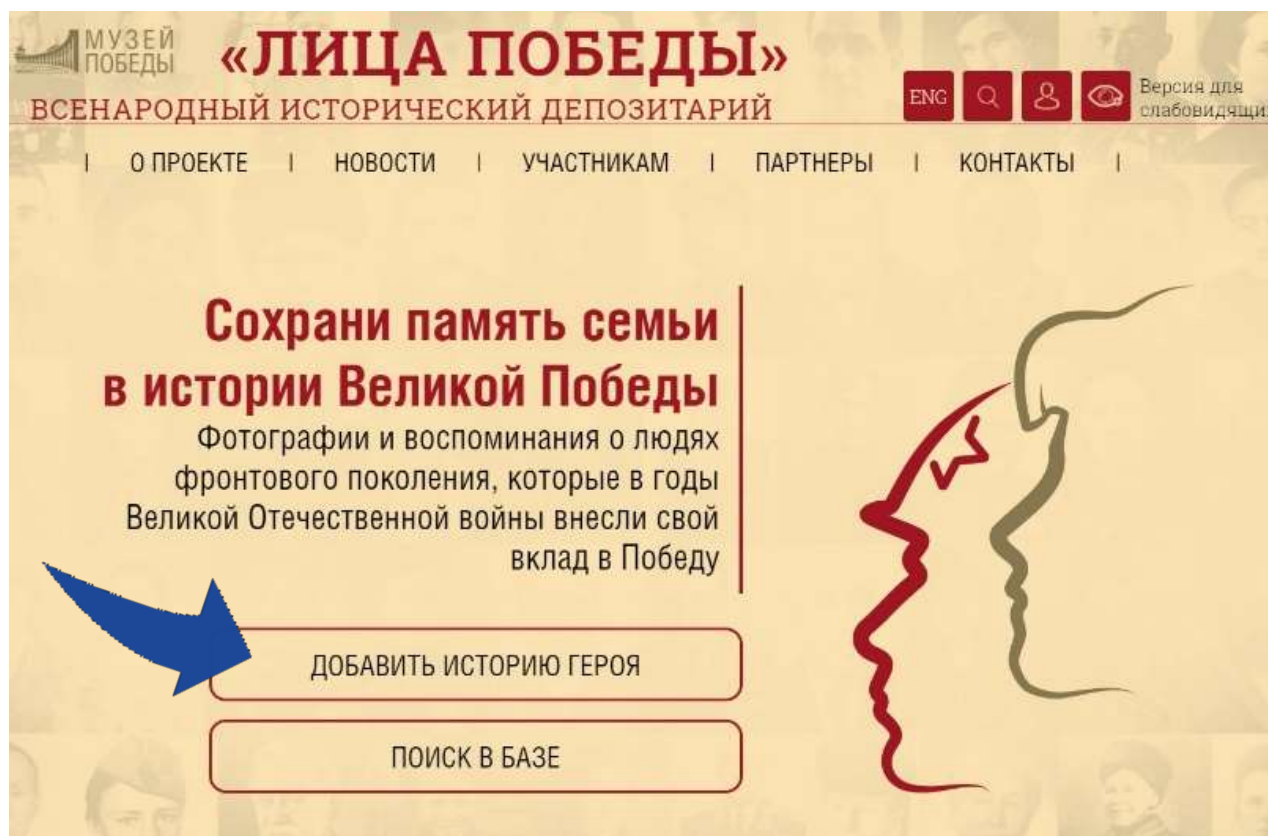 МУЗЕЙ
ПОБЕДЫ
«ЛИЦА ПОБЕДЫ»
ВСЕНАРОДНЫЙ ИСТОРИЧЕСКИЙ ДЕПОЗИТАРИЙ
ENG
Версия для
слабовидящи
| О ПРОЕКТЕ | НОВОСТИ | УЧАСТНИКАМ | ПАРТНЕРЫ | КОНТАКТЫ |
Сохрани память семьи
в истории Великой Победы
Фотографии и воспоминания о людях
фронтового поколения, которые в годы
Великой Отечественной войны внесли свой
вклад в Победу
ДОБАВИТЬ ИСТОРИЮ ГЕРОЯ
ПОИСК В БАЗЕ